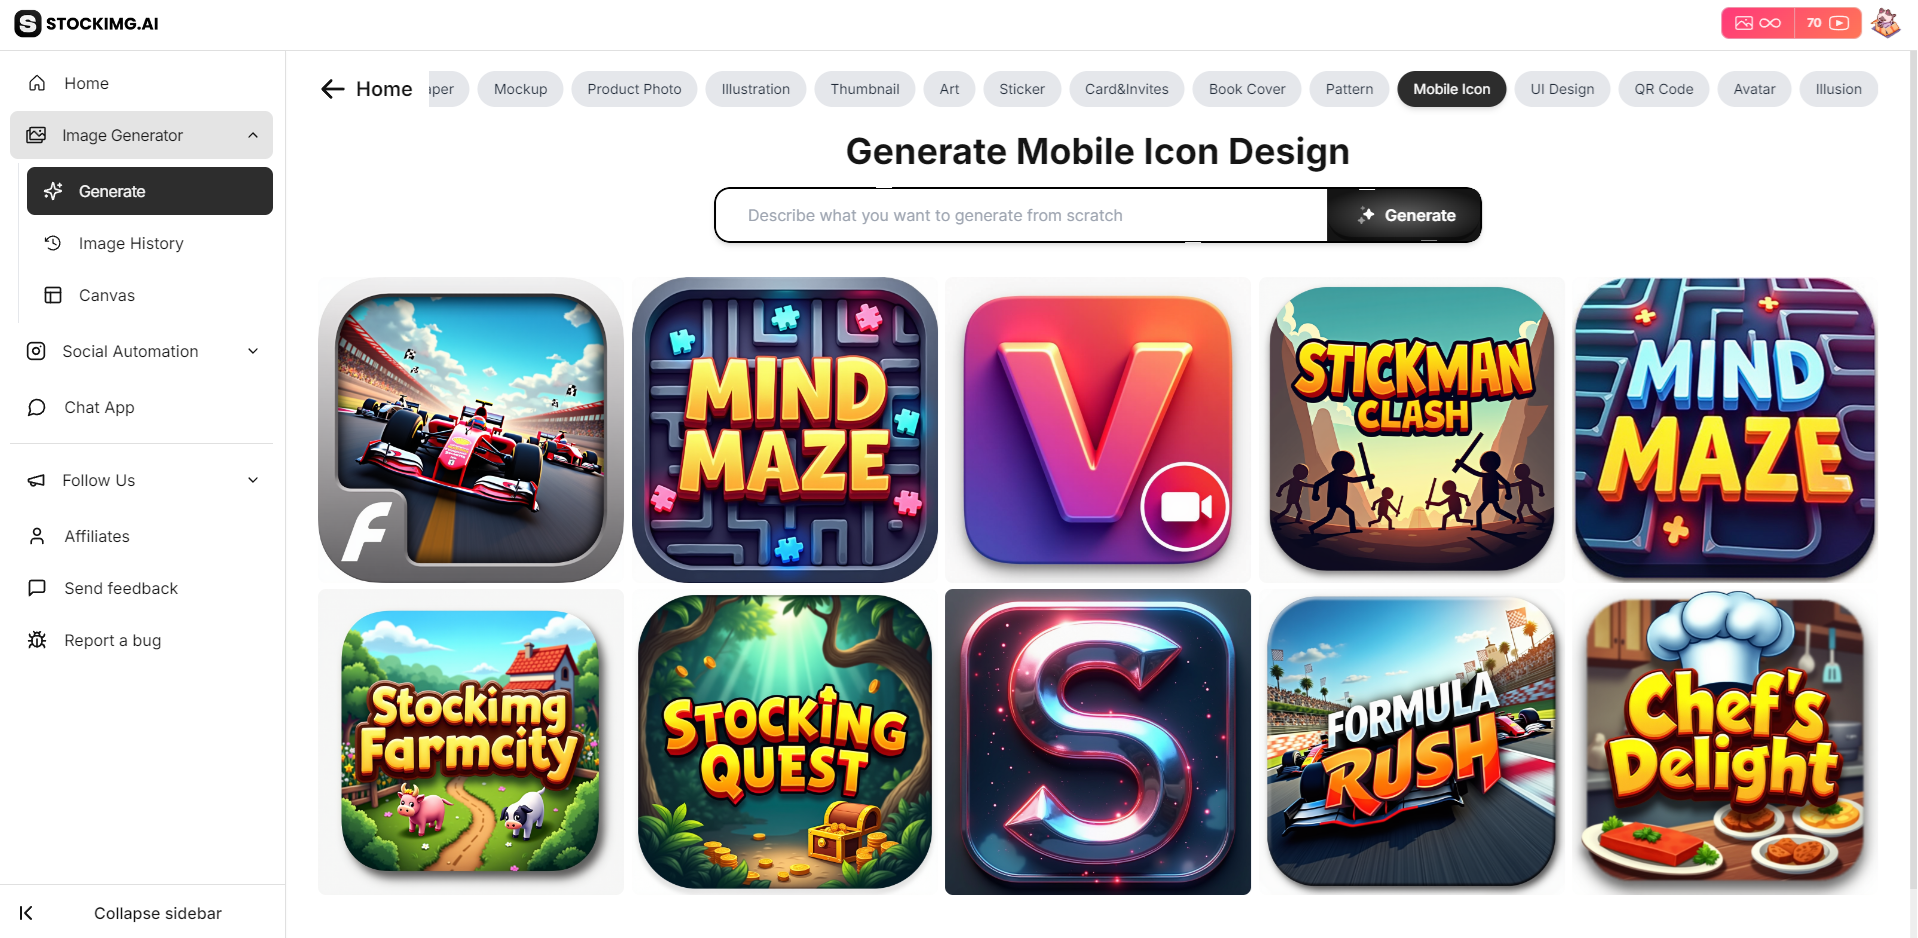 STOCKIMG.AI
70
Home
Image Generator
Generate
Image History
Canvas
Social Automation
Chat App
Follow Us
Affiliates
Send feedback
Report a bug
Collapse sidebar
Home
aper
Mockup
Product Photo
Illustration
Thumbnail
Art
Sticker
Card&Invites
Book Cover
Pattern
Mobile Icon
UI Design
QR Code
Avatar
Illusion
Generate Mobile Icon Design
Describe what you want to generate from scratch
Generate
F
MIND
MAZE
V
STICKMAN
CLASH
MIND
MAZE
Stockimg
Farmcity
STOCKING
QUEST
S
FORMULA
RUSH
Chef's
Delight